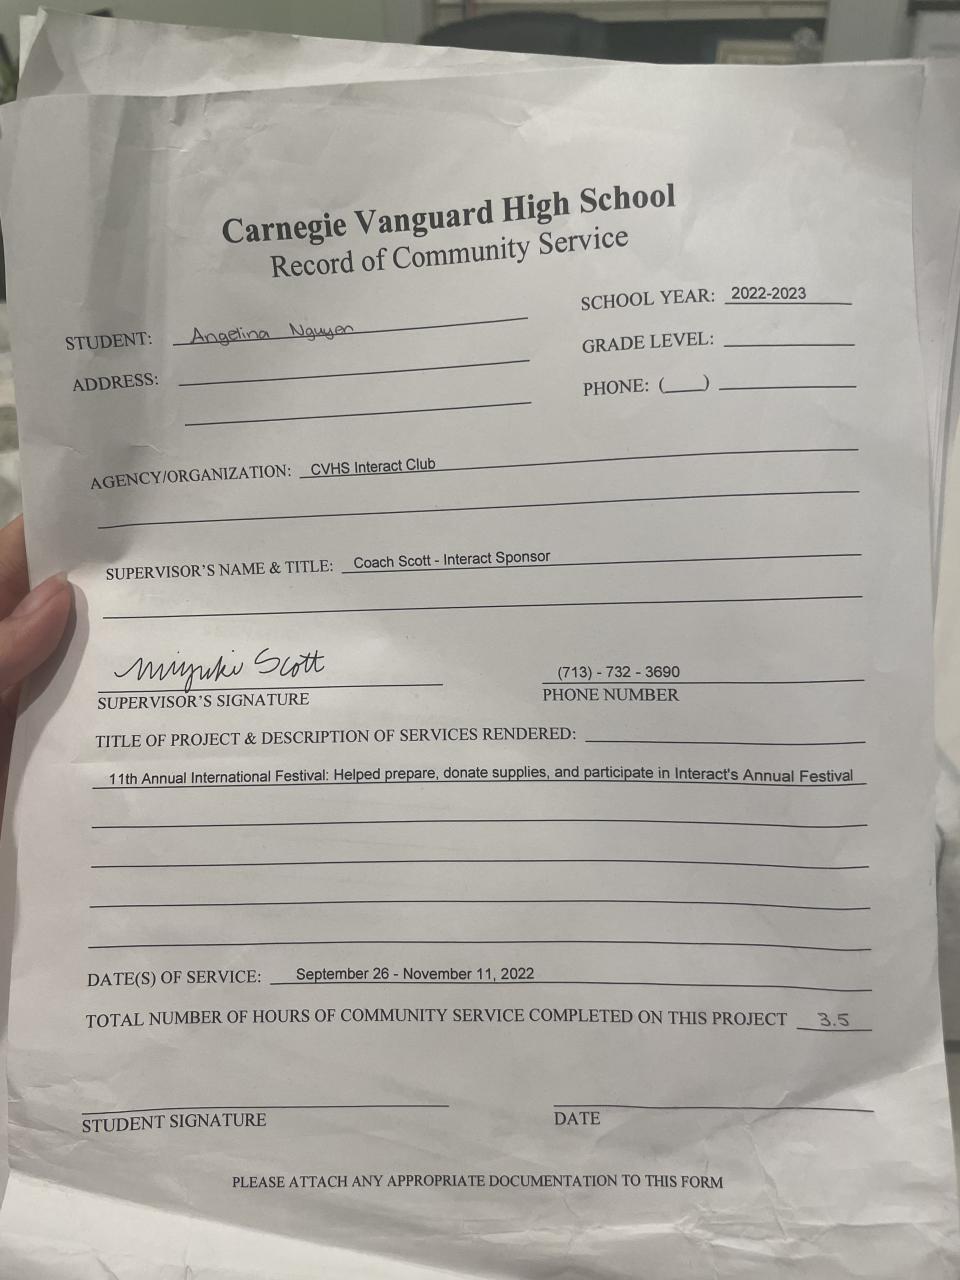 Carnegie Vanguard High School
Record of Community Service
SCHOOL YEAR: 2022-2023
STUDENT: Angelina Nguyen
GRADE LEVEL:
ADDRESS:
PHONE: (___)
AGENCY/ORGANIZATION: CVHS Interact Club
SUPERVISOR'S NAME & TITLE: Coach Scott - Interact Sponsor
Miyuki Scott
(713) - 732 - 3690
SUPERVISOR'S SIGNATURE
PHONE NUMBER
TITLE OF PROJECT & DESCRIPTION OF SERVICES RENDERED:
11th Annual International Festival: Helped prepare, donate supplies, and participate in Interact's Annual Festival
DATE(S) OF SERVICE: September 26 - November 11, 2022
TOTAL NUMBER OF HOURS OF COMMUNITY SERVICE COMPLETED ON THIS PROJECT 3.5
STUDENT SIGNATURE
DATE
PLEASE ATTACH ANY APPROPRIATE DOCUMENTATION TO THIS FORM